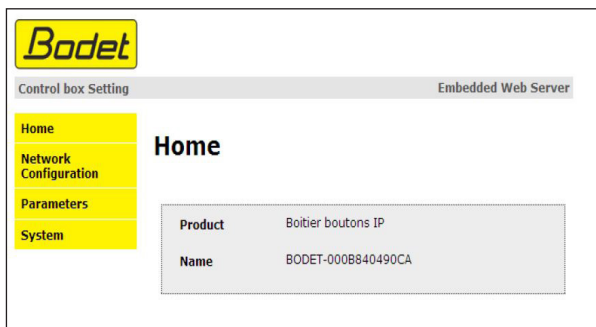 Bodet
Control box Setting Embedded Web Server
Home
Network
Configuration
Parameters
System
Home
Product Boitier boutons IP
Name BODET-000B840490CA